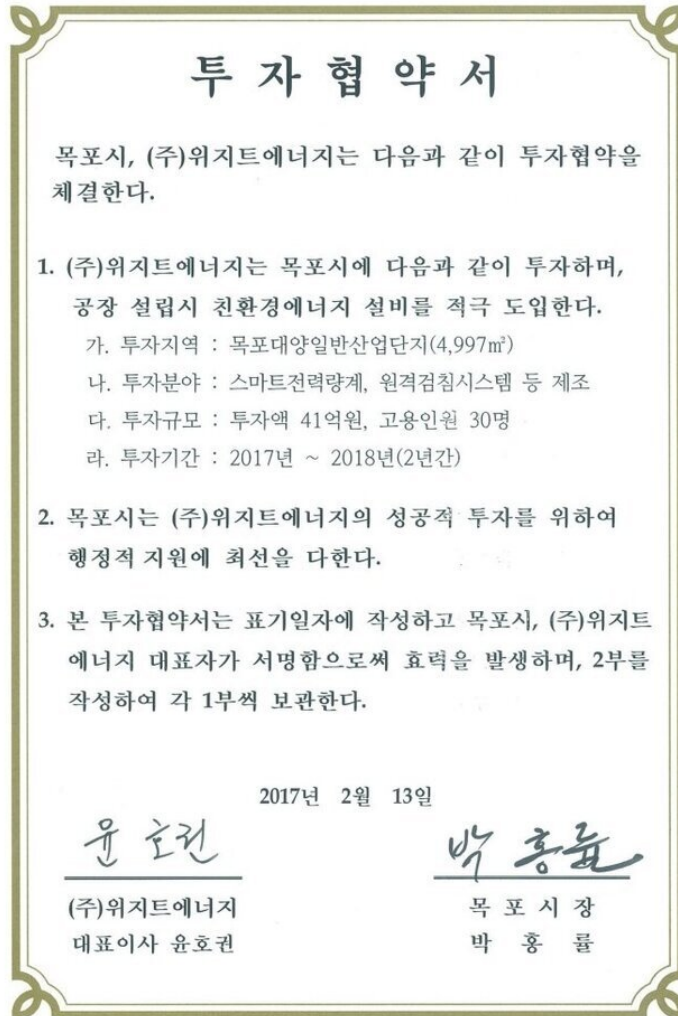 투 자 협 약 서
목포시, (주)위지트에너지는 다음과 같이 투자협약을
체결한다.
1. (주)위지트에너지는 목포시에 다음과 같이 투자하며,
공장 설립시 친환경에너지 설비를 적극 도입한다.
가. 투자지역 : 목포대양일반산업단지(4,997㎡)
나. 투자분야 : 스마트전력량계, 원격검침시스템 등 제조
다. 투자규모 : 투자액 41억원, 고용인원 30명
라. 투자기간 : 2017년 ~ 2018년(2년간)
2. 목포시는 (주)위지트에너지의 성공적 투자를 위하여
행정적 지원에 최선을 다한다.
3. 본 투자협약서는 표기일자에 작성하고 목포시, (주)위지트
에너지 대표자가 서명함으로써 효력을 발생하며, 2부를
작성하여 각 1부씩 보관한다.
2017년 2월 13일
윤 호권 박 홍률
(주)위지트에너지 목 포 시 장
대표이사 윤호권 박 홍 률